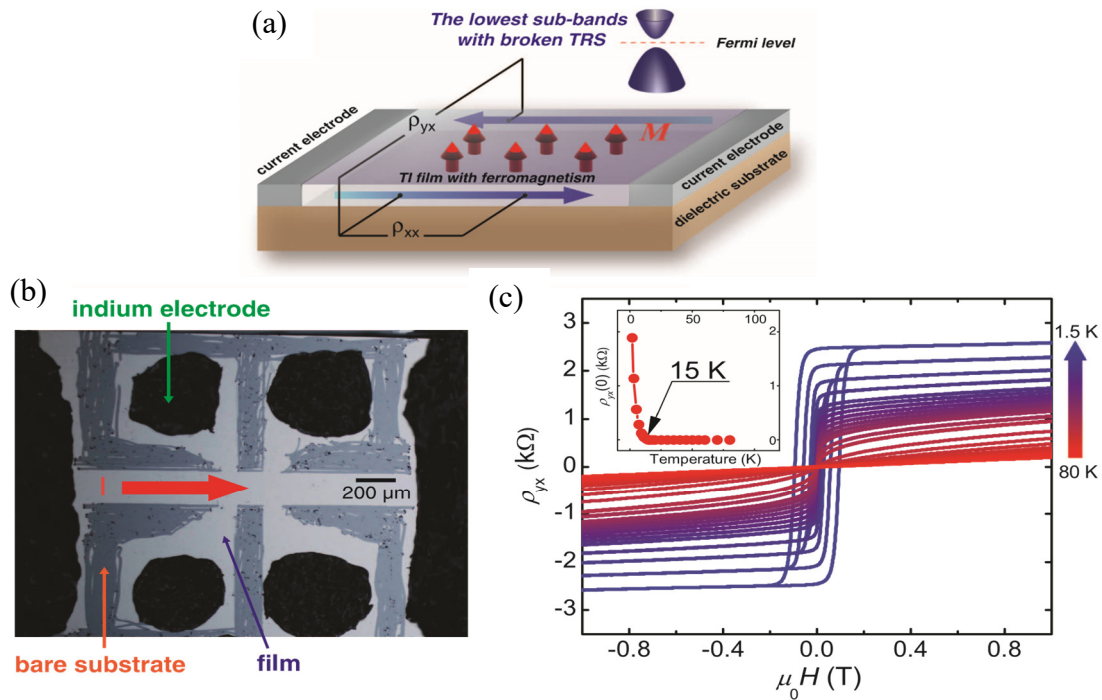 (a)
The lowest sub-bands
with broken TRS
Fermi level
current electrode
ρyx
M
TI film with ferromagnetism
ρxx
current electrode
dielectric substrate
(b)
indium electrode
I
200 μm
bare substrate
film
(c)
ρyx (kΩ)
3
2
1
0
-1
-2
-3
-0.8
-0.4
0.0
0.4
0.8
μ0H (T)
0
50
100
ρyx(0) (kΩ)
2
1
0
15 K
Temperature (K)
1.5 K
80 K